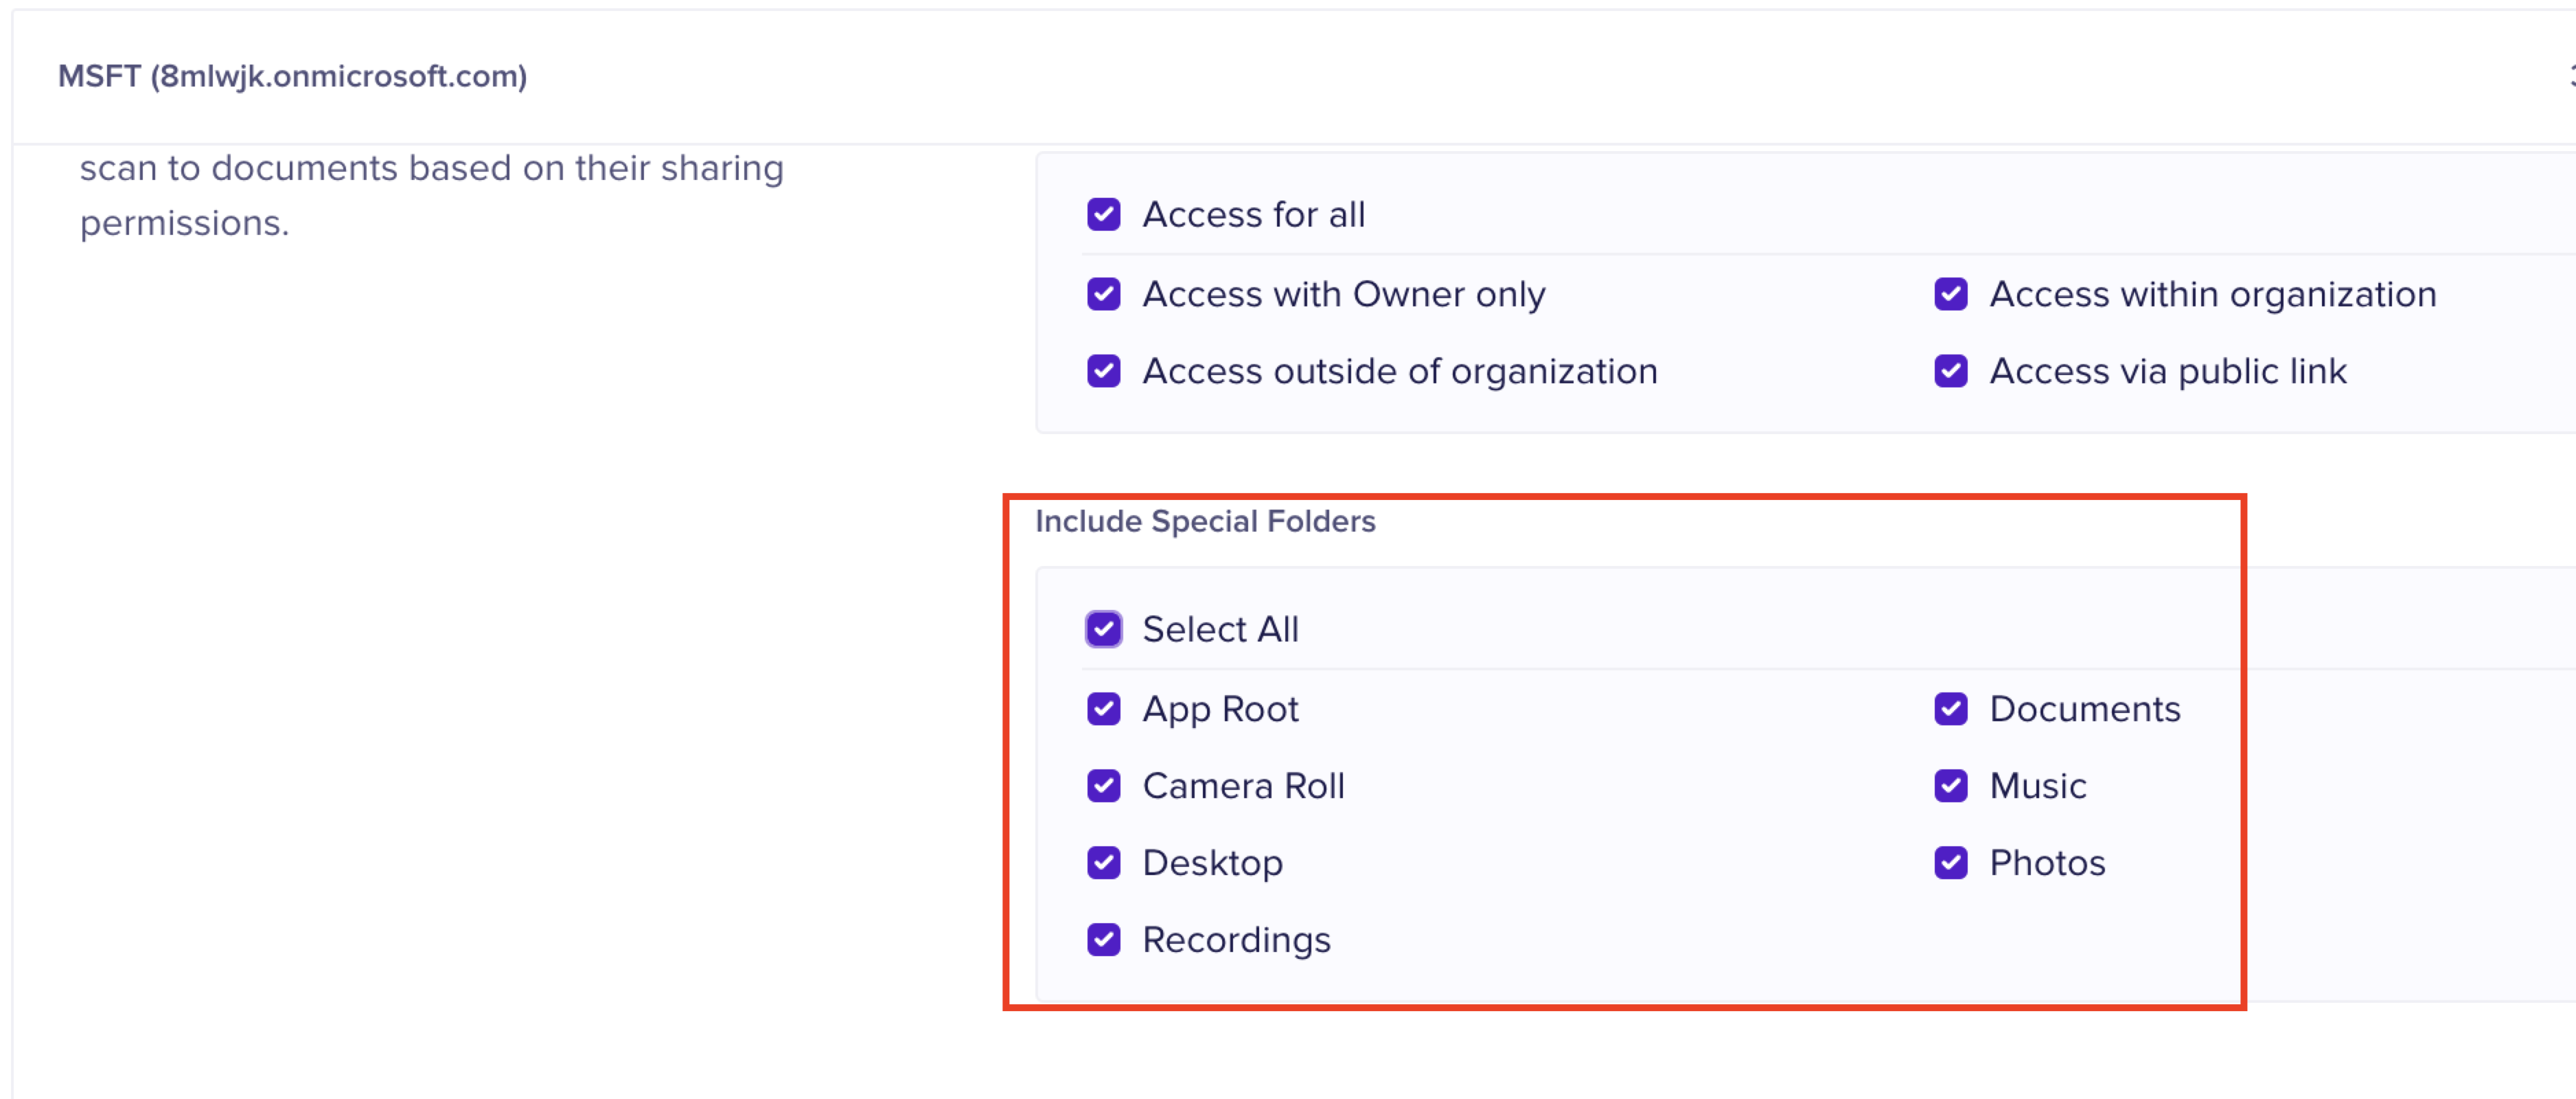 MSFT (8mlwjk.onmicrosoft.com)
scan to documents based on their sharing
permissions.
Access for all
Access with Owner only
Access within organization
Access outside of organization
Access via public link
Include Special Folders
Select All
App Root
Documents
Camera Roll
Music
Desktop
Photos
Recordings